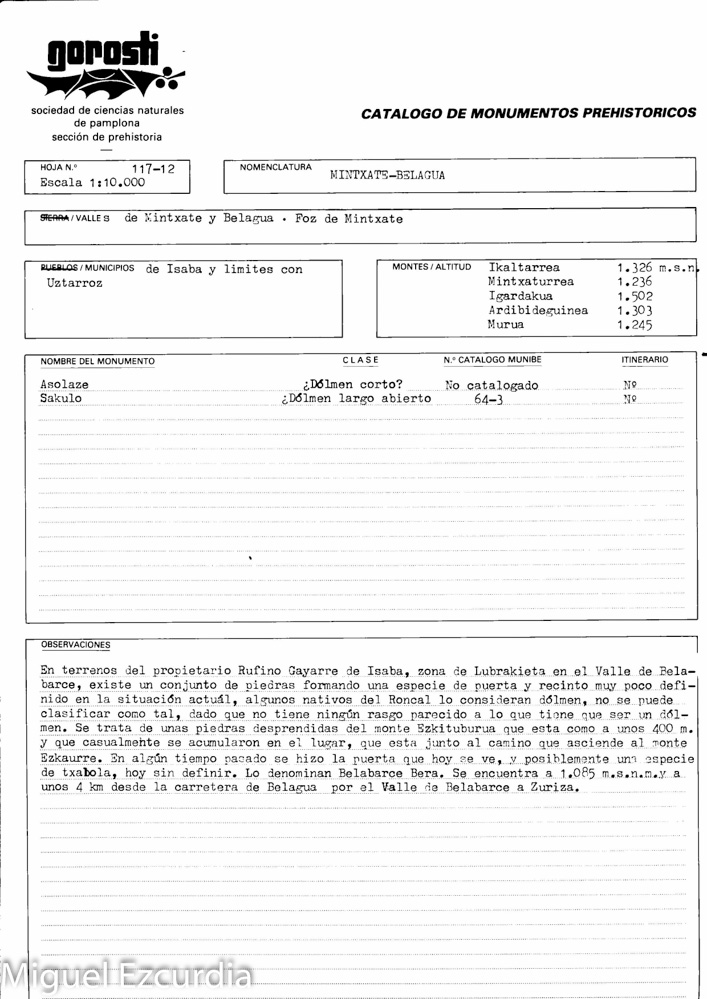 gorosti
sociedad de ciencias naturales
de pamplona
sección de prehistoria
CATALOGO DE MONUMENTOS PREHISTORICOS
HOJA N.º 117-12
Escala 1:10.000
NOMENCLATURA MINTXATE-BELAGUA
SIERRA/VALLE S de Mintxate y Belagua . Foz de Mintxate
PUEBLOS/MUNICIPIOS de Isaba y limites con
Uztarroz
MONTES/ALTITUD Ikaltarrea 1.326 m.s.n.
Mintxaturrea 1.236
Igardakua 1.502
Ardibideguinea 1.303
Murua 1.245
NOMBRE DEL MONUMENTO CLASE N.º CATALOGO MUNIBE ITINERARIO
Asolaze ¿Dólmen corto? No catalogado Nº
Sakulo ¿Dólmen largo abierto 64-3 Nº
OBSERVACIONES
En terrenos del propietario Rufino Gayarre de Isaba, zona de Lubrakieta en el Valle de Bela-
barce, existe un conjunto de piedras formando una especie de puerta y recinto muy poco defi-
nido en la situación actuál, algunos nativos del Roncal lo consideran dólmen, no se puede
clasificar como tal, dado que no tiene ningún rasgo parecido a lo que tiene que ser un dól-
men. Se trata de unas piedras desprendidas del monte Ezkituburua que esta como a unos 400 m.
y que casualmente se acumularon en el lugar, que esta junto al camino que asciende al monte
Ezkaurre. En algún tiempo pasado se hizo la puerta que hoy se ve, y posiblemente una especie
de txabola, hoy sin definir. Lo denominan Belabarce Bera. Se encuentra a 1.085 m.s.n.m.y a
unos 4 km desde la carretera de Belagua por el Valle de Belabarce a Zuriza.
Miguel Ezcurdia